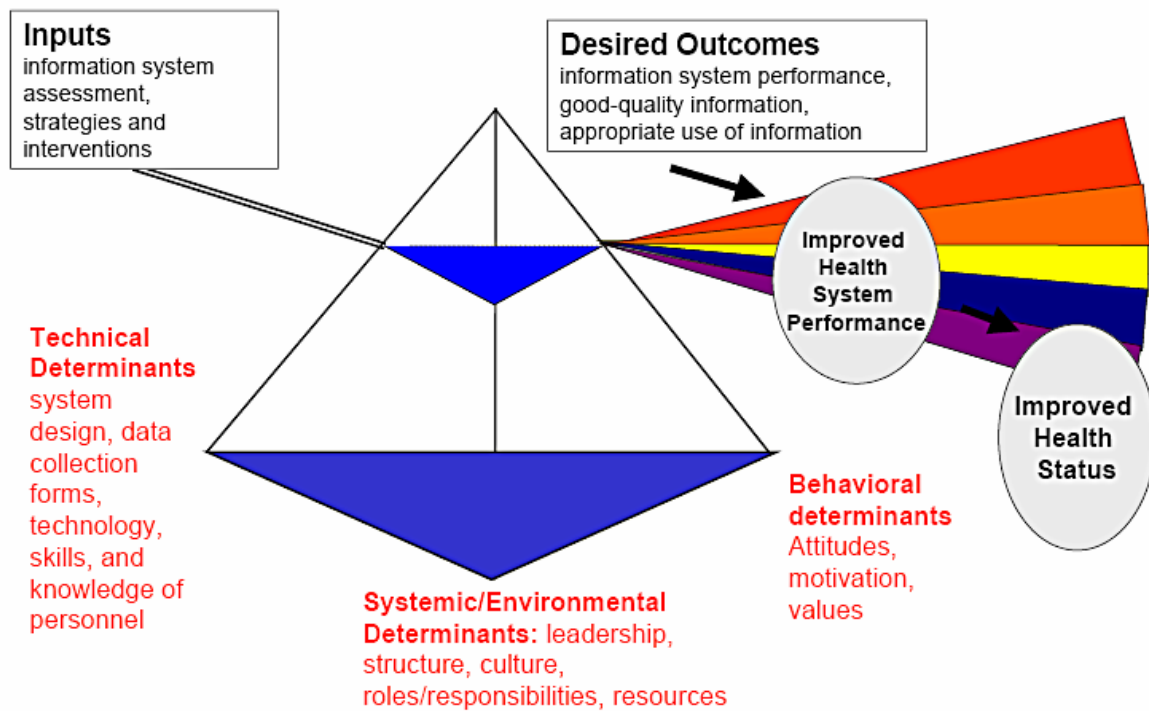 Inputs
information system
assessment,
strategies and
interventions
Desired Outcomes
information system performance,
good-quality information,
appropriate use of information
Improved
Health
System
Performance
Improved
Health
Status
Technical
Determinants
system
design, data
collection
forms,
technology,
skills, and
knowledge of
personnel
Systemic/Environmental
Determinants: leadership,
structure, culture,
roles/responsibilities, resources
Behavioral
determinants
Attitudes,
motivation,
values